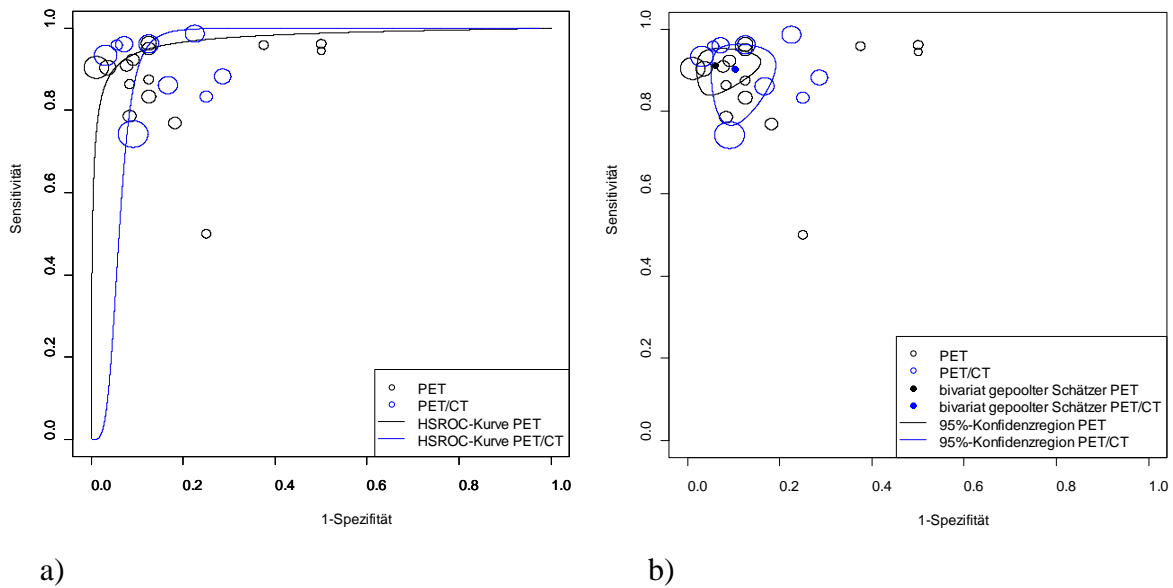 Sensitivität
1.0
0.8
0.6
0.4
0.2
0.0
0.0 0.2 0.4 0.6 0.8 1.0
1-Spezifität
PET
PET/CT
HSROC-Kurve PET
HSROC-Kurve PET/CT
a)
Sensitivität
1.0
0.8
0.6
0.4
0.2
0.0
0.0 0.2 0.4 0.6 0.8 1.0
1-Spezifität
PET
PET/CT
bivariat gepoolter Schätzer PET
bivariat gepoolter Schätzer PET/CT
95%-Konfidenzregion PET
95%-Konfidenzregion PET/CT
b)